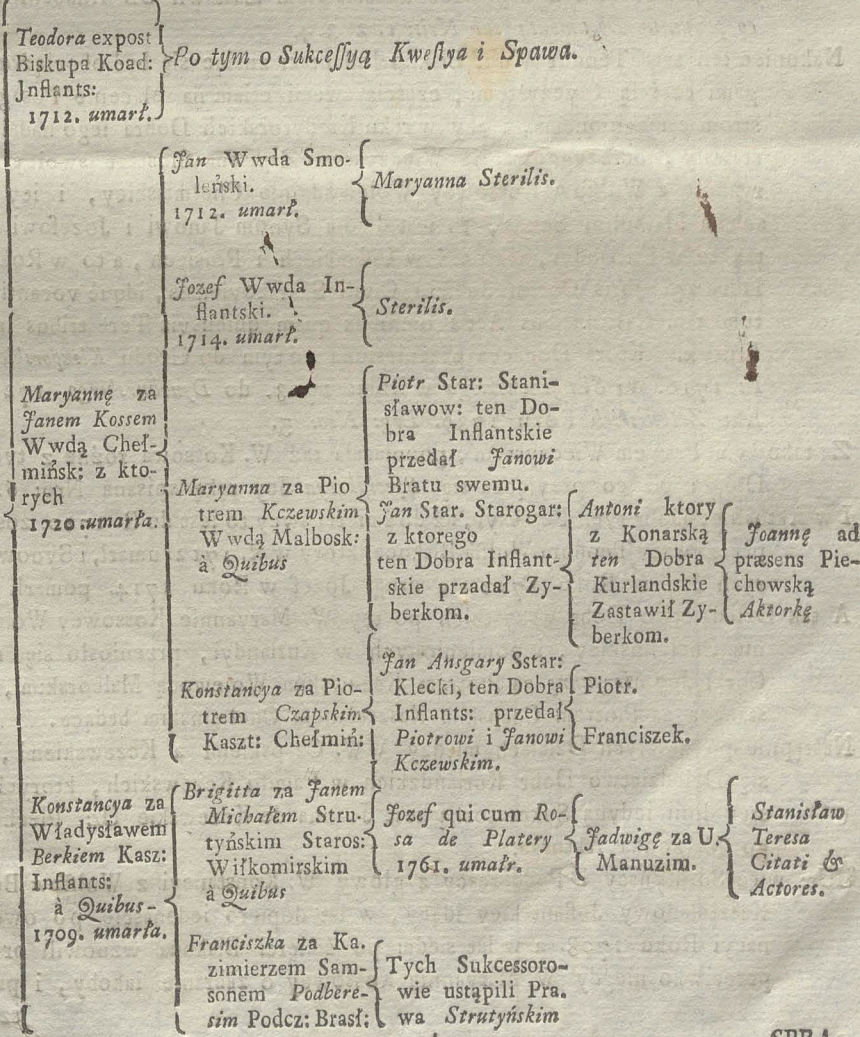 Teodora expost
Biskupa Koad:
Jnflants:
1712. umarł.
Po tym o Sukceſſyą Kweſtya i Spawa.
Maryannę za
Janem Kossem
Wwdą Cheł-
mińsk: z kto-
rych
1720. umarła.
Jan Wwda Smo-
leński.
1712. umarł.
Maryanna Sterilis.
Jozef Wwda In-
flantski.
1714. umarł.
Sterilis.
Maryanna za Pio
trem Kczewskim
Wwdą Malbosk:
à Quibus
Piotr Star: Stani-
sławow: ten Do-
bra Inflantskie
przedał Janowi
Bratu swemu.
Jan Star. Starogar:
z ktorego
ten Dobra Inflant-
skie przadał Zy-
berkom.
Antoni ktory
z Konarską
ten Dobra
Kurlandskie
Zastawił Zy-
berkom.
Joannę ad
præsens Pie-
chowską
Aktorkę
Konstancya za Pio-
trem Czapskim
Kaszt: Chełmiń:
Jan Ansgary Sstar:
Klecki, ten Dobra
Inflants: przedał
Piotrowi i Janowi
Kczewskim.
Piotr.
Franciszek.
Konstancya za
Władysławem
Berkiem Kasz:
Inflants:
à Quibus-
1709. umarła.
Brigitta za Janem
Michałem Stru-
tyńskim Staros:
Wiłkomirskim
à Quibus
Jozef qui cum Ro-
sa de Platery
1761. umałr.
Jadwigę za U.
Manuzim.
Stanisław
Teresa
Citati &
Actores.
Franciszka za Ka.
zimierzem Sam-
sonem Podbere-
sim Podcz: Brasł:
Tych Sukcessoro-
wie ustąpili Pra.
wa Strutyńskim